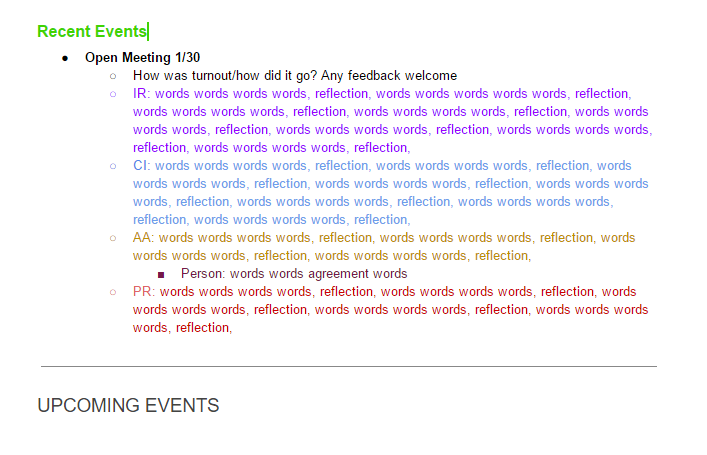 Recent Events
Open Meeting 1/30
How was turnout/how did it go? Any feedback welcome
IR: words words words words, reflection, words words words words words, reflection,
words words words words, reflection, words words words words, reflection, words words
words words, reflection, words words words words, reflection, words words words words,
reflection, words words words words, reflection,
CI: words words words words, reflection, words words words words, reflection, words
words words words, reflection, words words words words, reflection, words words words
words, reflection, words words words words, reflection, words words words words,
reflection, words words words words, reflection,
AA: words words words words, reflection, words words words words, reflection, words
words words words, reflection, words words words words, reflection,
Person: words words agreement words
PR: words words words words, reflection, words words words words, reflection, words
words words words, reflection, words words words words, reflection, words words words
words, reflection,
UPCOMING EVENTS